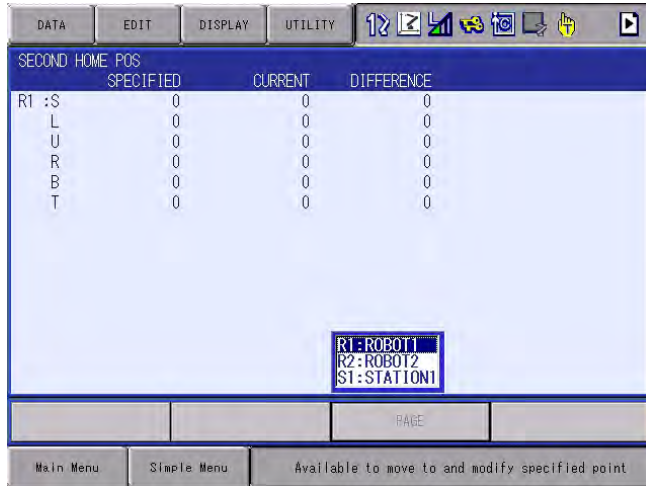 DATA EDIT DISPLAY UTILITY
SECOND HOME POS
SPECIFIED CURRENT DIFFERENCE
R1 :S 0 0 0
L 0 0 0
U 0 0 0
R 0 0 0
B 0 0 0
T 0 0 0
R1:ROBOT1
R2:ROBOT2
S1:STATION1
PAGE
Main Menu Simple Menu Available to move to and modify specified point